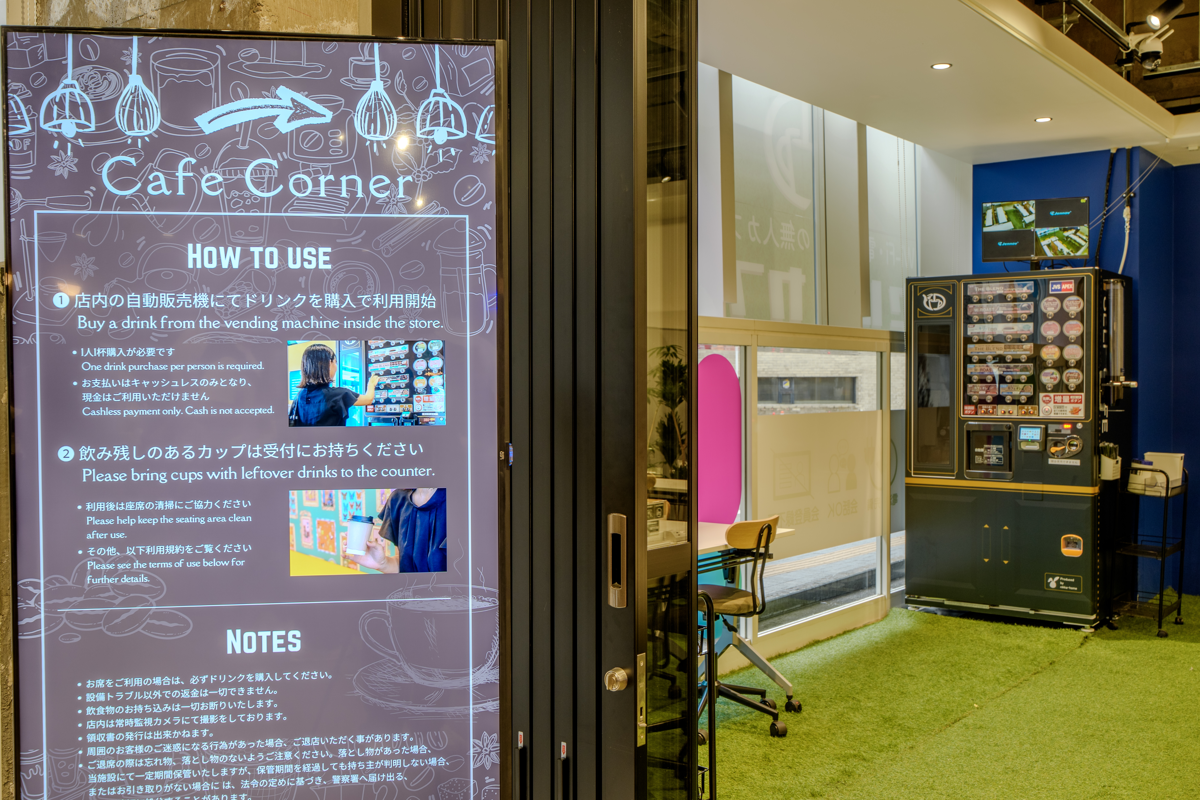 Cafe Corner
HOW TO USE
1 店内の自動販売機にてドリンクを購入で利用開始
Buy a drink from the vending machine inside the store.
• 1人1杯購入が必要です
One drink purchase per person is required.
• お支払いはキャッシュレスのみとなり、
現金はご利用いただけません
Cashless payment only. Cash is not accepted.
2 飲み残しのあるカップは受付にお持ちください
Please bring cups with leftover drinks to the counter.
• 利用後は座席の清掃にご協力ください
Please help keep the seating area clean
after use.
• その他、以下利用規約をご覧ください
Please see the terms of use below for
further details.
NOTES
• お席をご利用の場合は、必ずドリンクを購入してください。
• 設備トラブル以外での返金は一切できません。
• 飲食物のお持ち込みは一切お断りいたします。
• 店内は常時監視カメラにて撮影をしております。
• 領収書の発行は出来かねます。
• 周囲のお客様のご迷惑になる行為があった場合、ご退店いただく事があります。
• ご退席の際は忘れ物、落とし物のないようご注意ください。落とし物があった場合、
当施設にて一定期間保管いたしますが、保管期間を経過しても持ち主が判明しない場合、
またはお引き取りがない場合には、法令の定めに基づき、警察署へ届け出る、
の無人カフ
JNB APEX
増量